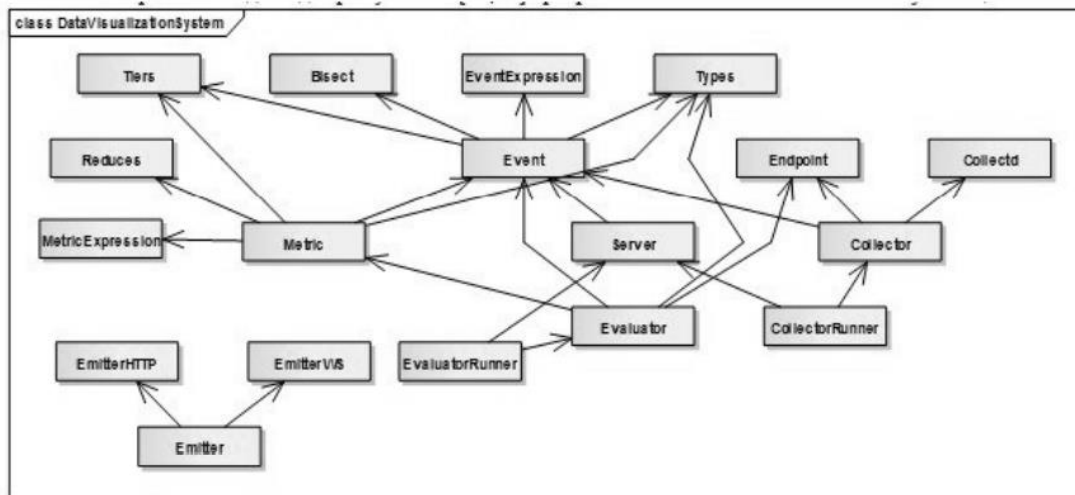 class DataVisualizationSystem
Tiers
Bisect
EventExpression
Types
Reduces
Event
Endpoint
Collectd
MetricExpression
Metric
Server
Collector
EmitterHTTP
EmitterWS
EvaluatorRunner
Evaluator
CollectorRunner
Emitter